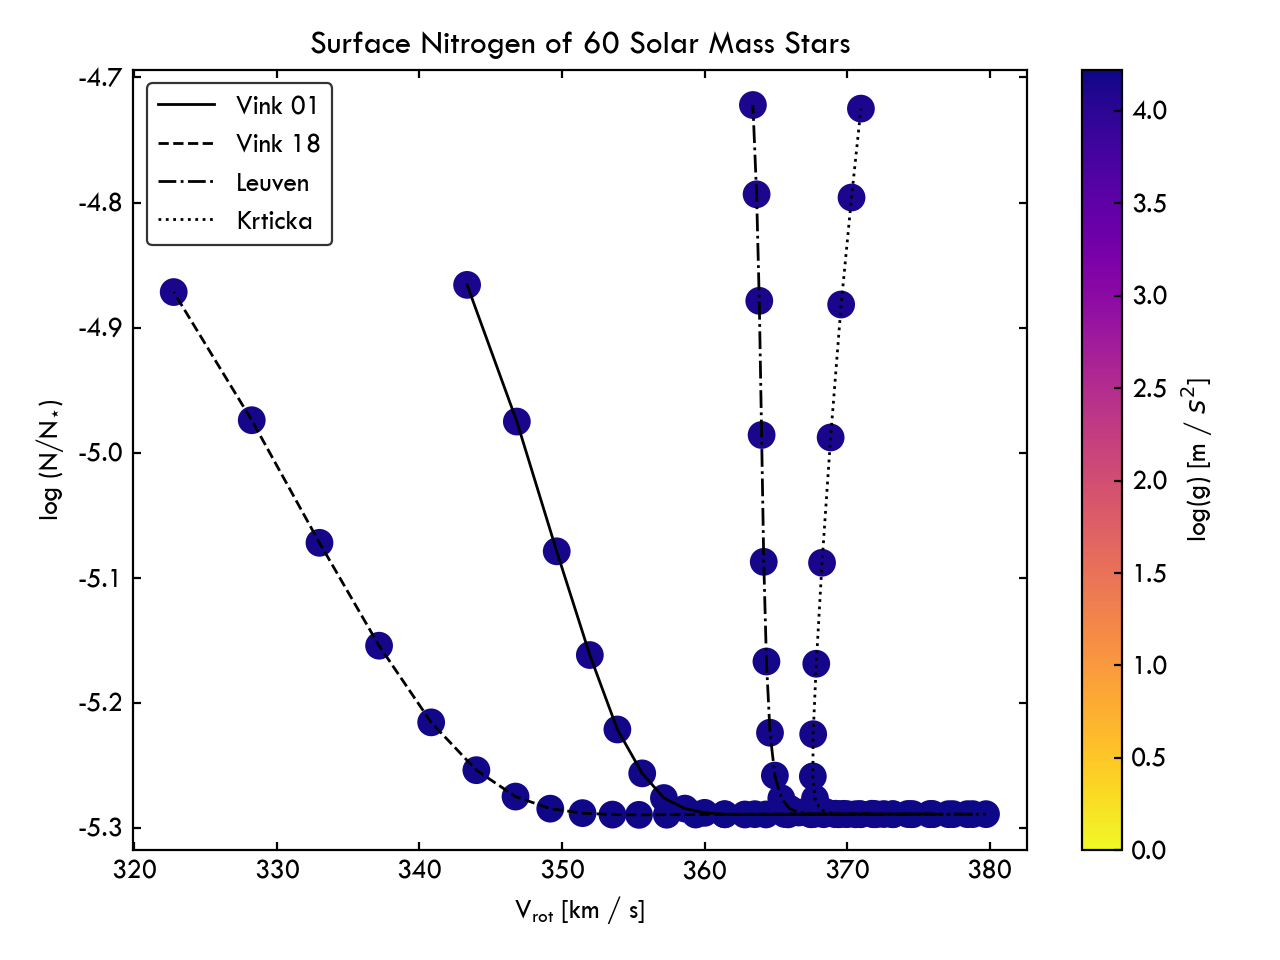 Surface Nitrogen of 60 Solar Mass Stars
-4.7
-4.8
-4.9
-5.0
-5.1
-5.2
-5.3
log (N/N⋆)
Vink 01
Vink 18
Leuven
Krticka
320 330 340 350 360 370 380
V_rot [km / s]
4.0
3.5
3.0
2.5
2.0
1.5
1.0
0.5
0.0
log(g) [m / s²]